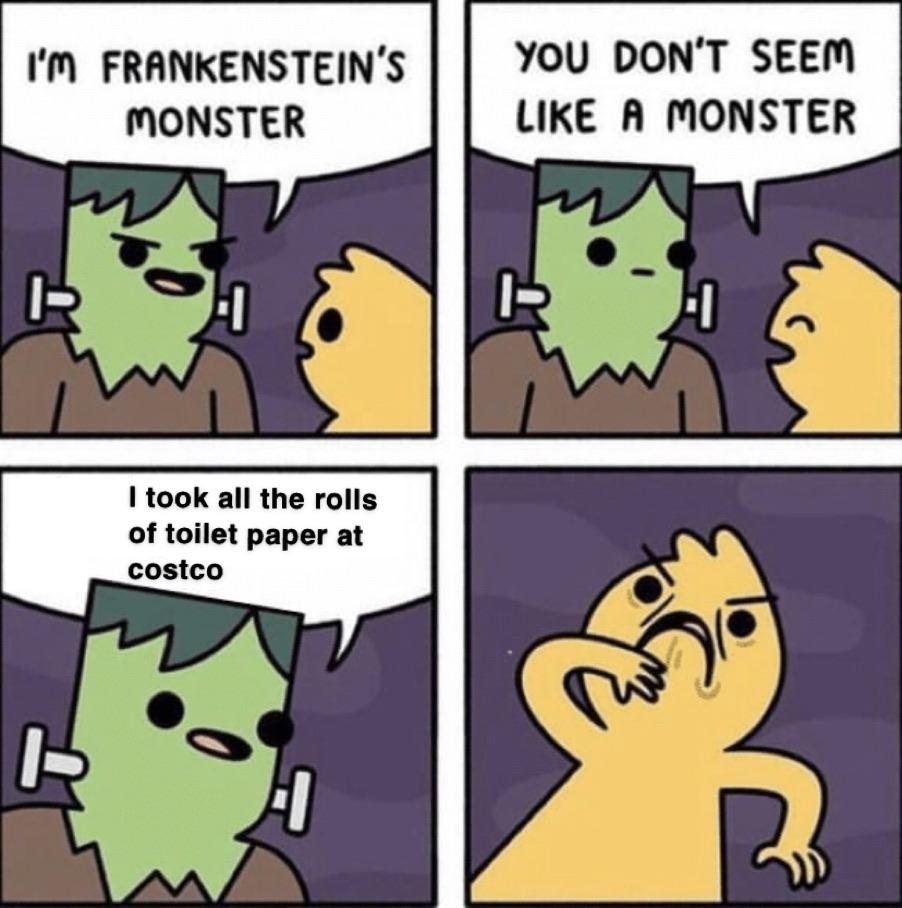 I'M FRANKENSTEIN'S
MONSTER
YOU DON'T SEEM
LIKE A MONSTER
I took all the rolls
of toilet paper at
costco